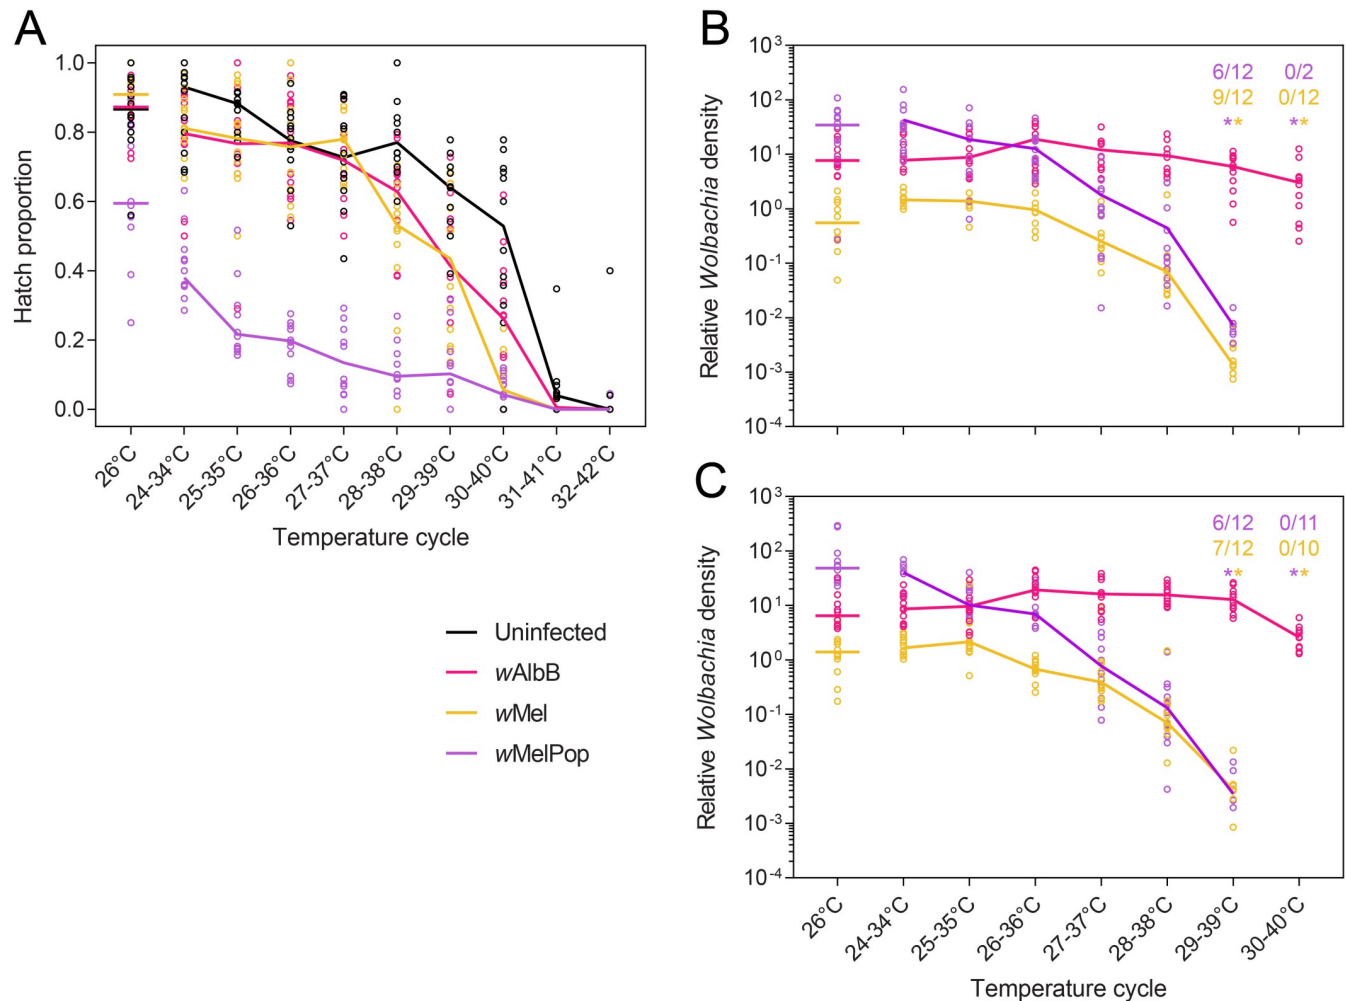 A
Hatch proportion
1.0
0.8
0.6
0.4
0.2
0.0
26°C
24-34°C
25-35°C
26-36°C
27-37°C
28-38°C
29-39°C
30-40°C
31-41°C
32-42°C
Temperature cycle
Uninfected
wAlbB
wMel
wMelPop
B
Relative Wolbachia density
10³
10²
10¹
10⁰
10⁻¹
10⁻²
10⁻³
10⁻⁴
6/12 0/2
9/12 0/12
** **
C
Relative Wolbachia density
10³
10²
10¹
10⁰
10⁻¹
10⁻²
10⁻³
10⁻⁴
6/12 0/11
7/12 0/10
** **
26°C
24-34°C
25-35°C
26-36°C
27-37°C
28-38°C
29-39°C
30-40°C
Temperature cycle